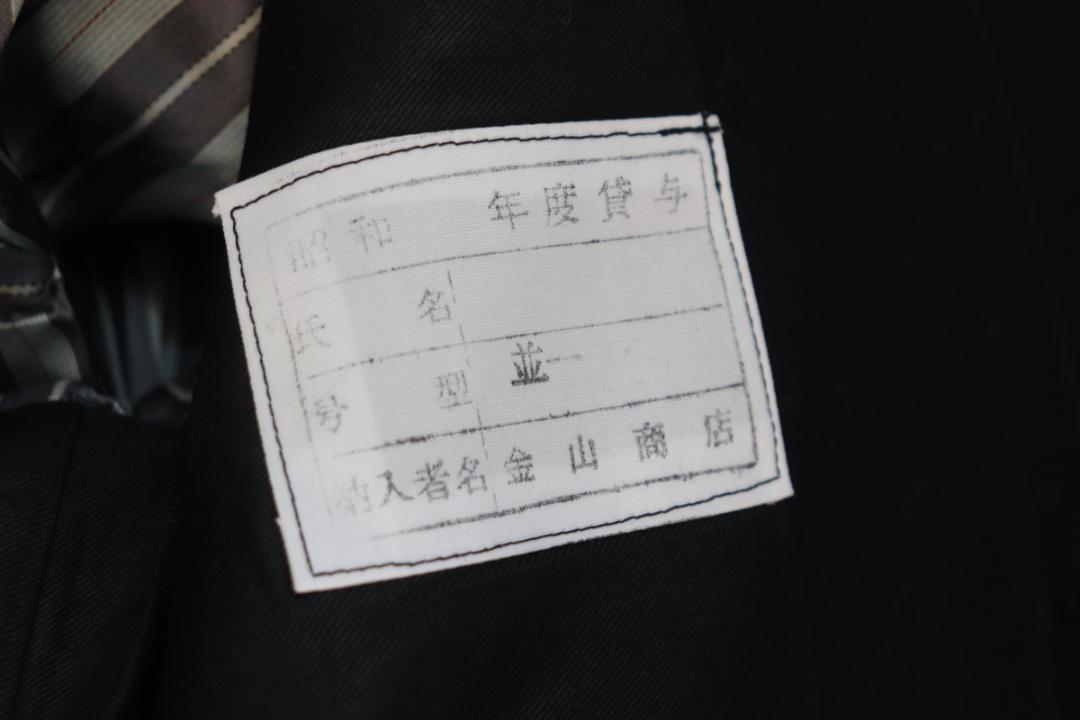 昭和 年度貸与
氏名
号型 並一
納入者名 金山商店